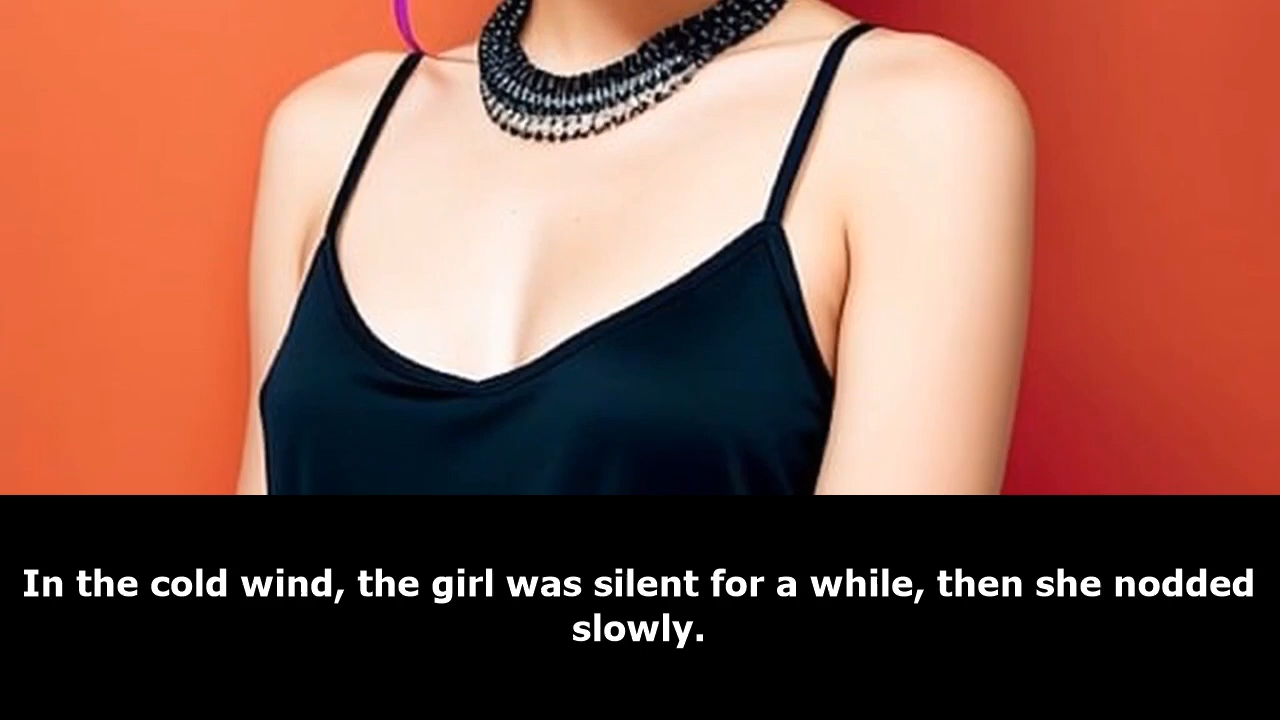 In the cold wind, the girl was silent for a while, then she nodded
slowly.